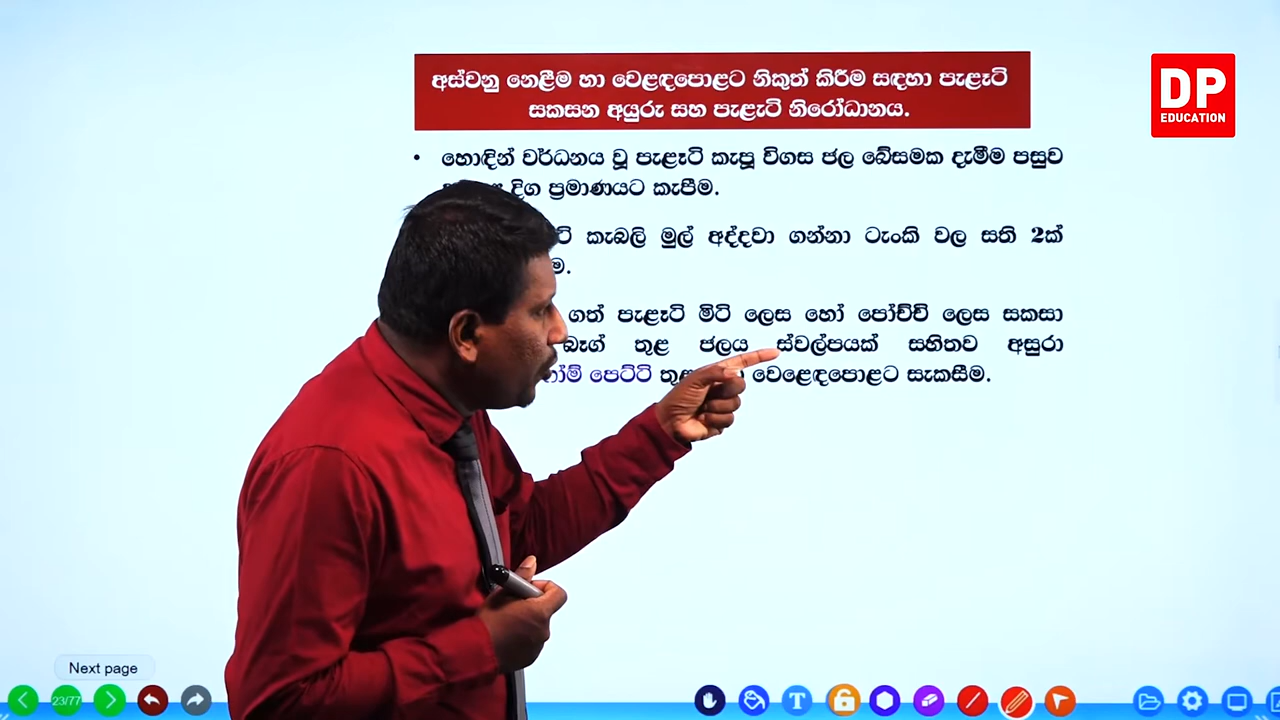 අස්වනු නෙළීම හා වෙළඳපොළට නිකුත් කිරීම සඳහා පැළෑටි
සකසන අයුරු සහ පැළෑටි නිරෝධානය.
DP
EDUCATION
• හොඳින් වර්ධනය වූ පැළෑටි කැපූ විගස ජල බේසමක දැමීම පසුව
දිග ප්‍රමාණයට කැපීම.
කැබලි මුල් අද්දවා ගන්නා ටැංකි වල සති 2ක්
ගත් පැළෑටි මිටි ලෙස හෝ පෝච්චි ලෙස සකසා
බෑග් තුළ ජලය ස්වල්පයක් සහිතව අසුරා
පෙට්ටි වෙළෙඳපොළට සැකසීම.
Next page
23/77
T